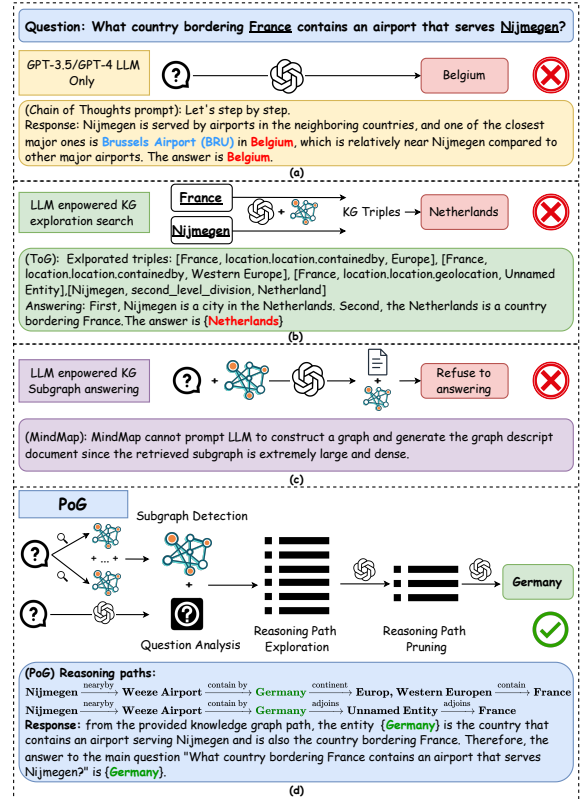 Question: What country bordering France contains an airport that serves Nijmegen?
GPT-3.5/GPT-4 LLM
Only
Belgium
(Chain of Thoughts prompt): Let's step by step.
Response: Nijmegen is served by airports in the neighboring countries, and one of the closest
major ones is Brussels Airport (BRU) in Belgium, which is relatively near Nijmegen compared to
other major airports. The answer is Belgium.
(a)
LLM empowered KG
exploration search
France
Nijmegen
+
KG Triples
Netherlands
(ToG): Exlporated triples: [France, location.location.containedby, Europe], [France,
location.location.containedby, Western Europe], [France, location.location.geolocation, Unnamed
Entity],[Nijmegen, second_level_division, Netherland]
Answering: First, Nijmegen is a city in the Netherlands. Second, the Netherlands is a country
bordering France.The answer is {Netherlands}
(b)
LLM empowered KG
Subgraph answering
?
+
+
Refuse to
answering
(MindMap): MindMap cannot prompt LLM to construct a graph and generate the graph descript
document since the retrieved subgraph is extremely large and dense.
(c)
PoG
Subgraph Detection
+ ... +
+
Question Analysis
Reasoning Path
Exploration
Reasoning Path
Pruning
Germany
(PoG) Reasoning paths:
Nijmegen nearyby Weeze Airport contain by Germany continent Europ, Western Europen contain France
Nijmegen nearyby Weeze Airport contain by Germany adjoins Unnamed Entity adjoins France
Response: from the provided knowledge graph path, the entity {Germany} is the country that
contains an airport serving Nijmegen and is also the country bordering France. Therefore, the
answer to the main question "What country bordering France contains an airport that serves
Nijmegen?" is {Germany}.
(d)